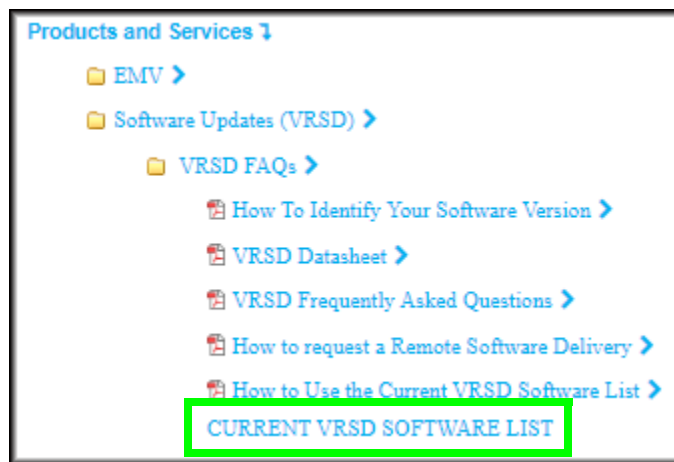 Products and Services
EMV
Software Updates (VRSD)
VRSD FAQs
How To Identify Your Software Version
VRSD Datasheet
VRSD Frequently Asked Questions
How to request a Remote Software Delivery
How to Use the Current VRSD Software List
CURRENT VRSD SOFTWARE LIST